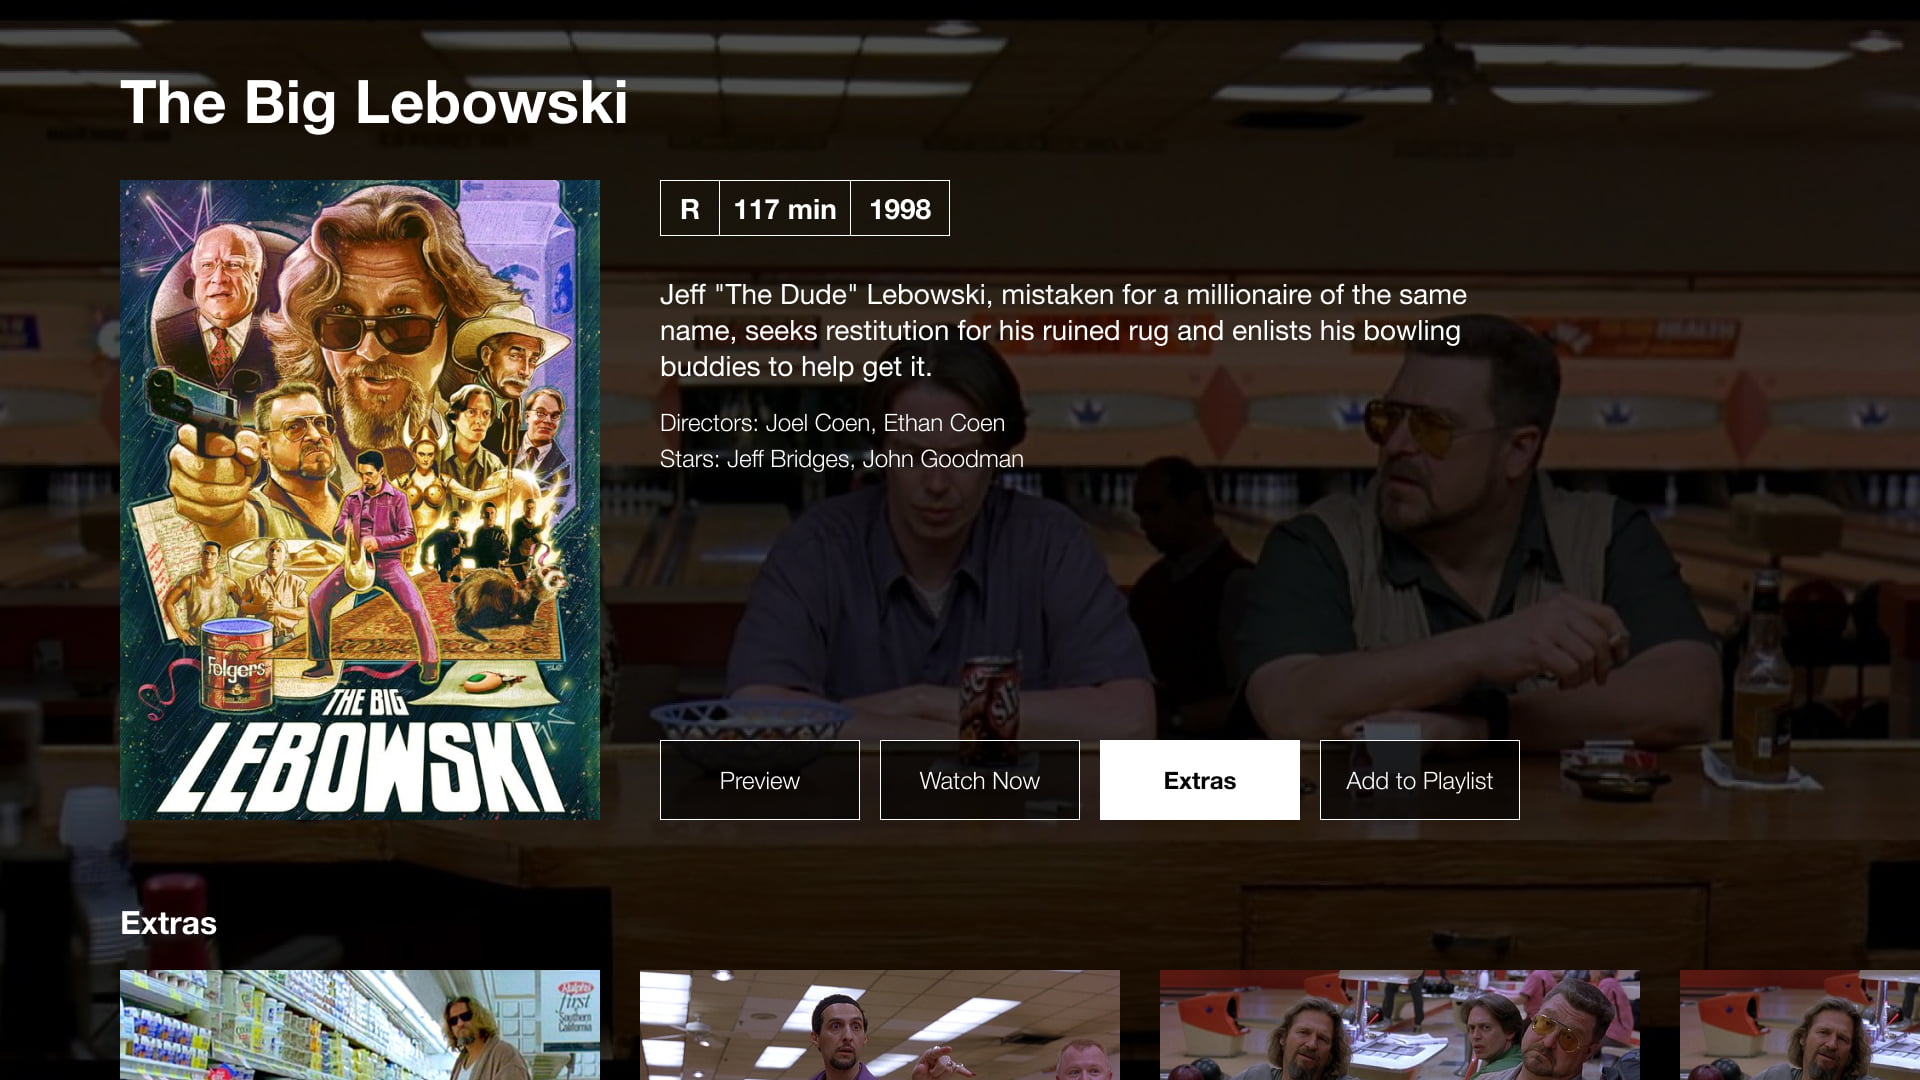 The Big Lebowski
R 117 min 1998
Jeff "The Dude" Lebowski, mistaken for a millionaire of the same
name, seeks restitution for his ruined rug and enlists his bowling
buddies to help get it.
Directors: Joel Coen, Ethan Coen
Stars: Jeff Bridges, John Goodman
Folgers
THE BIG
LEBOWSKI
HEALTH
Preview
Watch Now
Extras
Add to Playlist
Extras
Ralphs
first
Southern
California